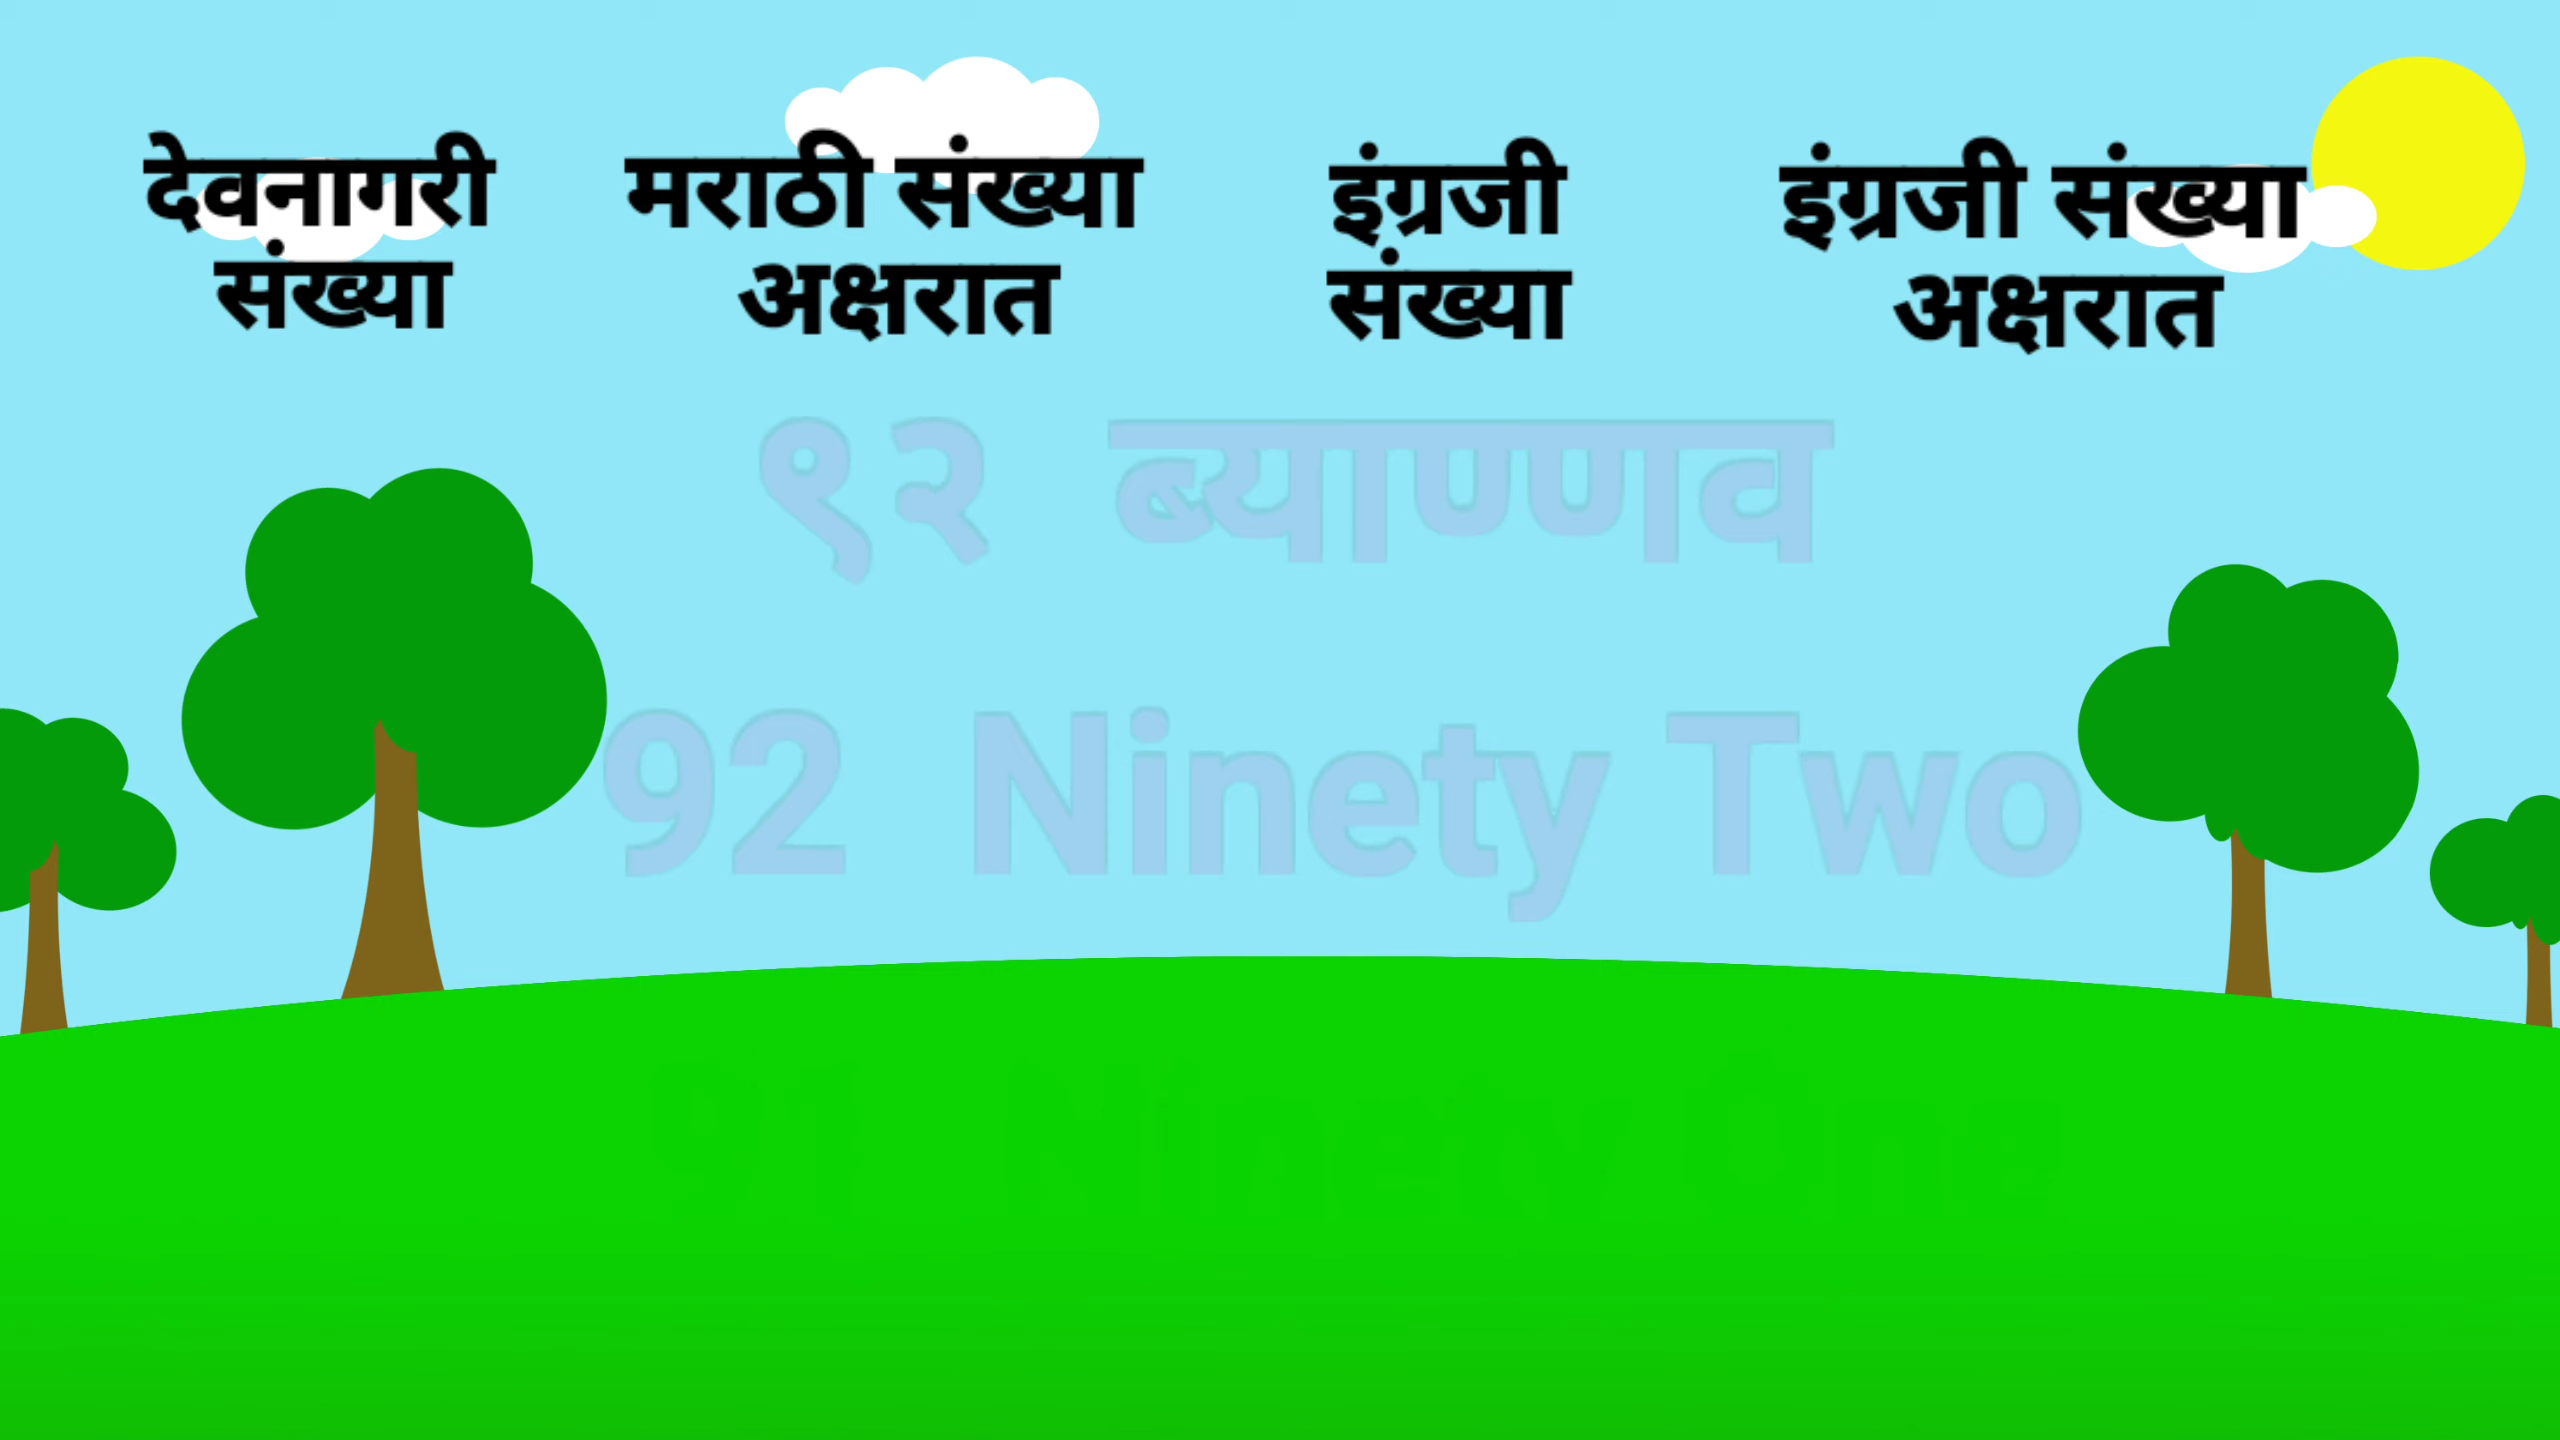 देवनागरी
संख्या
मराठी संख्या
अक्षरात
इंग्रजी
संख्या
इंग्रजी संख्या
अक्षरात
९२ ब्याण्णव
92 Ninety Two